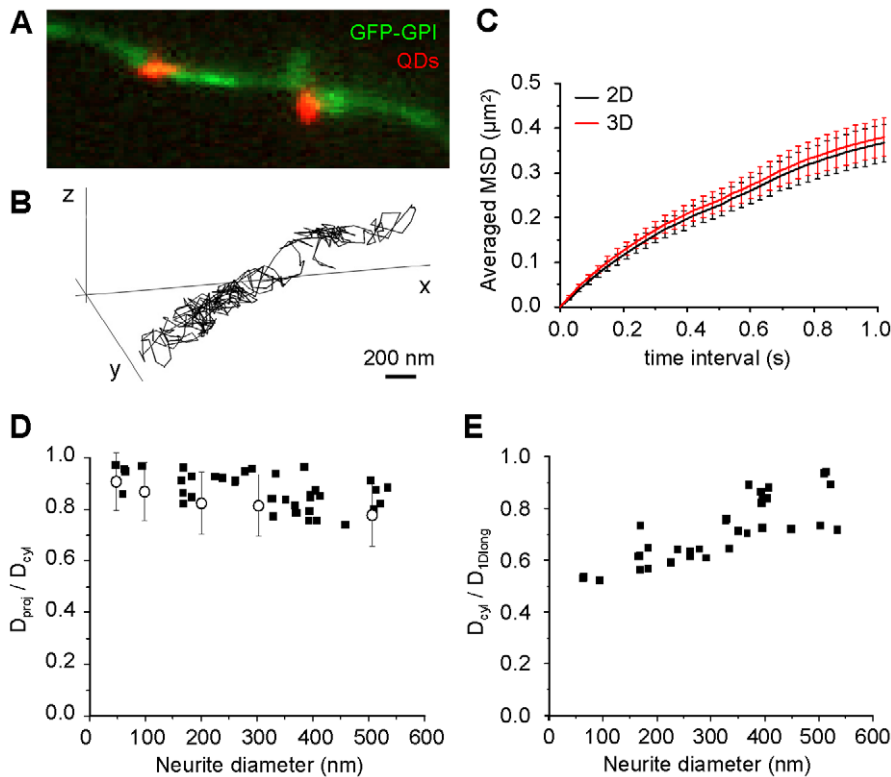 A
GFP-GPI
QDs
B
z
x
y
200 nm
C
2D
3D
Averaged MSD (µm²)
0.5
0.4
0.3
0.2
0.1
0.0
0.0 0.2 0.4 0.6 0.8 1.0
time interval (s)
D
D_proj / D_cyl
1.0
0.8
0.6
0.4
0.2
0.0
0 100 200 300 400 500 600
Neurite diameter (nm)
E
D_cyl / D_1Dlong
1.0
0.8
0.6
0.4
0.2
0.0
0 100 200 300 400 500 600
Neurite diameter (nm)